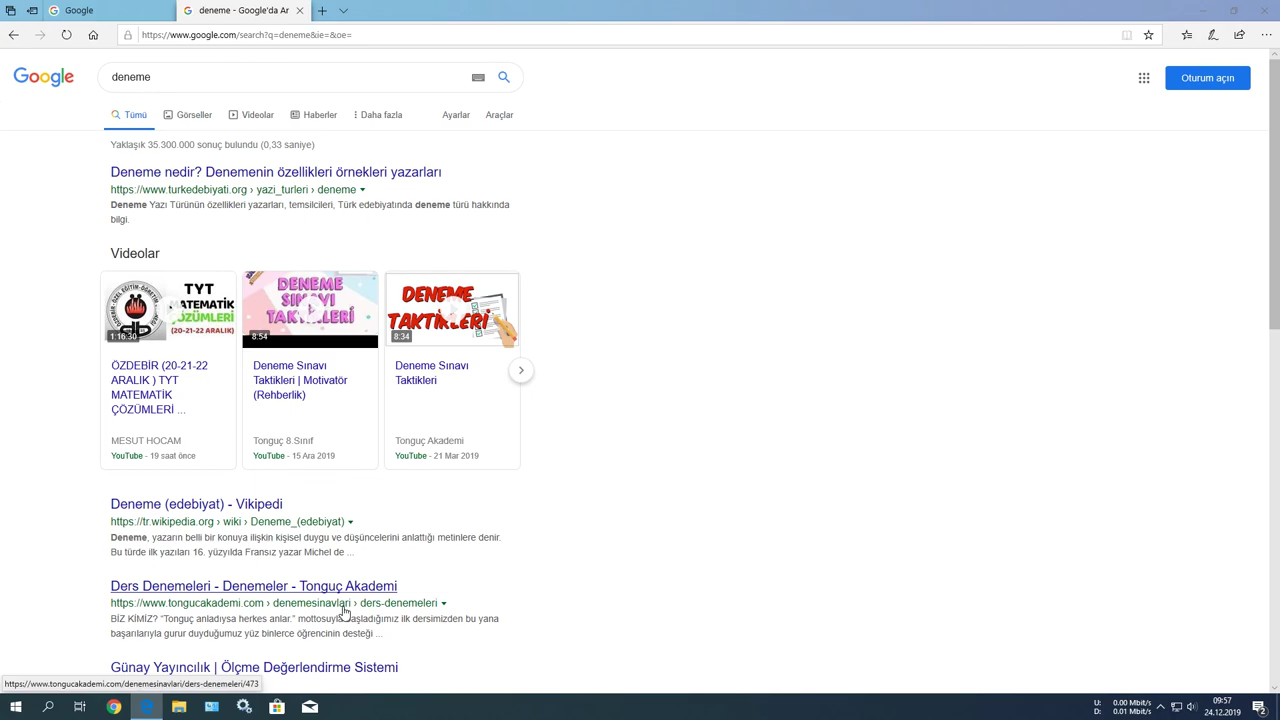 Google
deneme - Google'da Ar
https://www.google.com/search?q=deneme&ie=&oe=
Google
deneme
Oturum açın
Tümü
Görseller
Videolar
Haberler
Daha fazla
Ayarlar
Araçlar
Yaklaşık 35.300.000 sonuç bulundu (0,33 saniye)
Deneme nedir? Denemenin özellikleri örnekleri yazarları
https://www.turkedebiyati.org › yazi_turleri › deneme
Deneme Yazı Türünün özellikleri yazarları, temsilcileri, Türk edebiyatında deneme türü hakkında
bilgi.
Videolar
TYT
MATEMATİK
ÇÖZÜMLERİ
(20-21-22 ARALIK)
1:16:30
ÖZDEBİR (20-21-22
ARALIK ) TYT
MATEMATİK
ÇÖZÜMLERİ ...
MESUT HOCAM
YouTube - 19 saat önce
DENEME
SINAVI
TAKTİKLERİ
8:54
Deneme Sınavı
Taktikleri | Motivatör
(Rehberlik)
Tonguç 8.Sınıf
YouTube - 15 Ara 2019
DENEME
TAKTİKLERİ
8:34
Deneme Sınavı
Taktikleri
Tonguç Akademi
YouTube - 21 Mar 2019
Deneme (edebiyat) - Vikipedi
https://tr.wikipedia.org › wiki › Deneme_(edebiyat)
Deneme, yazarın belli bir konuya ilişkin kişisel duygu ve düşüncelerini anlattığı metinlere denir.
Bu türde ilk yazıları 16. yüzyılda Fransız yazar Michel de ...
Ders Denemeleri - Denemeler - Tonguç Akademi
https://www.tongucakademi.com › denemesinavlari › ders-denemeleri
BİZ KİMİZ? “Tonguç anladıysa herkes anlar.” mottosuyla başladığımız ilk dersimizden bu yana
başarılarıyla gurur duyduğumuz yüz binlerce öğrencinin desteği ...
Günay Yayıncılık | Ölçme Değerlendirme Sistemi
https://www.tongucakademi.com/denemesinavlari/ders-denemeleri/473
U: 0.00 Mbit/s
D: 0.01 Mbit/s
09:57
24.12.2019
2